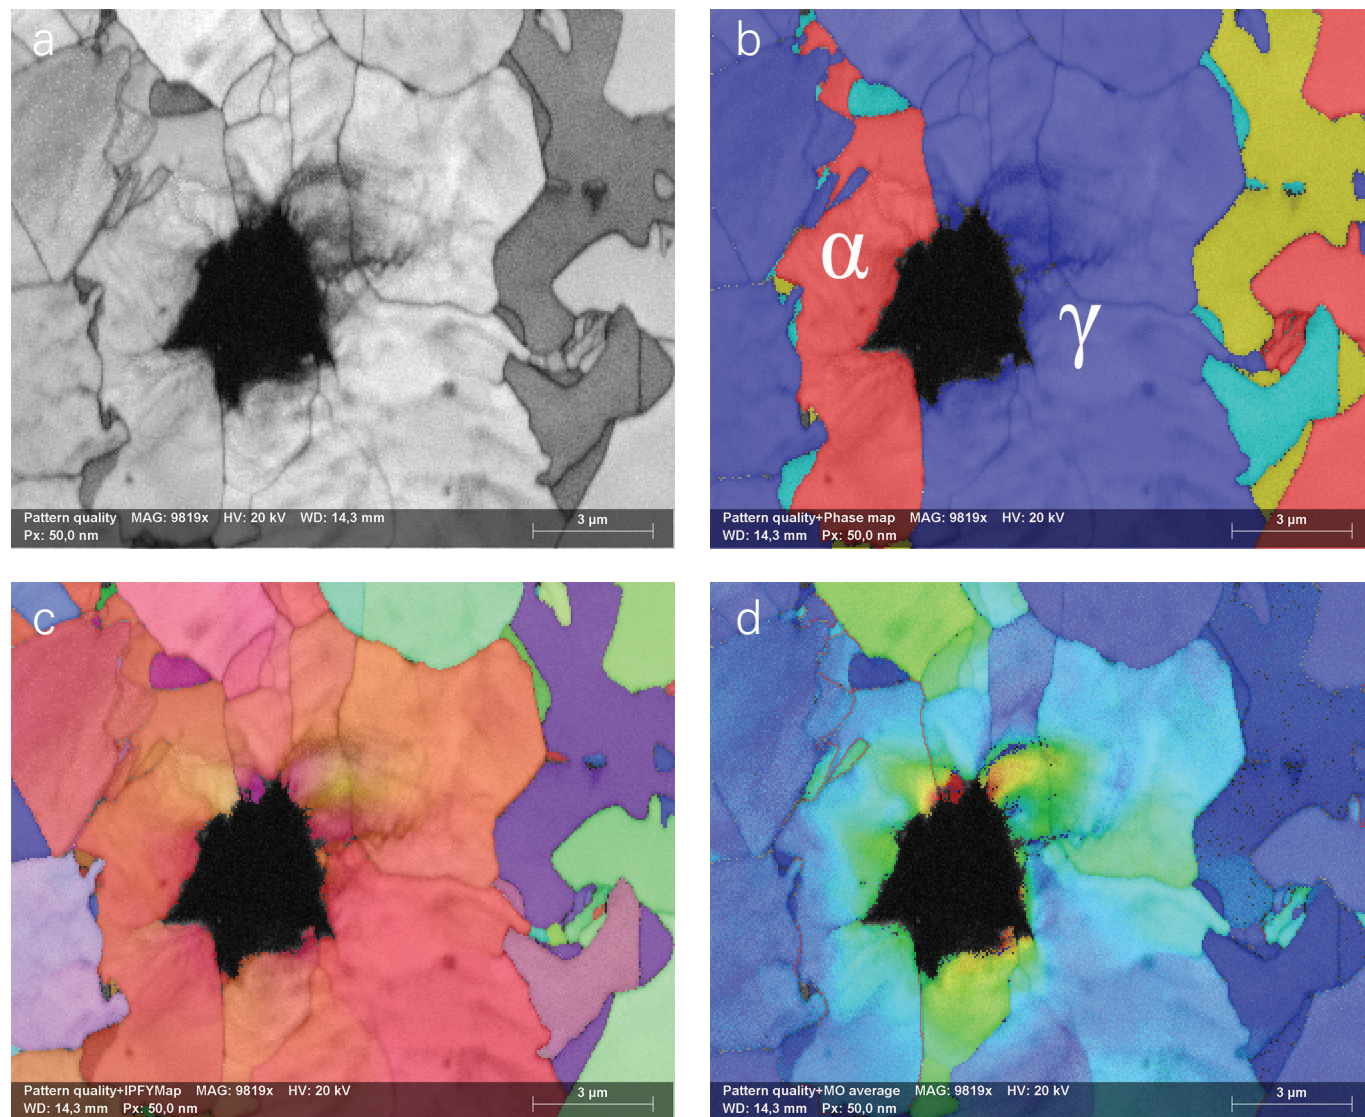 a
Pattern quality MAG: 9819x HV: 20 kV WD: 14,3 mm
Px: 50,0 nm
3 µm
b
α
γ
Pattern quality+Phase map MAG: 9819x HV: 20 kV
WD: 14,3 mm Px: 50,0 nm
3 µm
c
Pattern quality+IPFYMap MAG: 9819x HV: 20 kV
WD: 14,3 mm Px: 50,0 nm
3 µm
d
Pattern quality+MO average MAG: 9819x HV: 20 kV
WD: 14,3 mm Px: 50,0 nm
3 µm